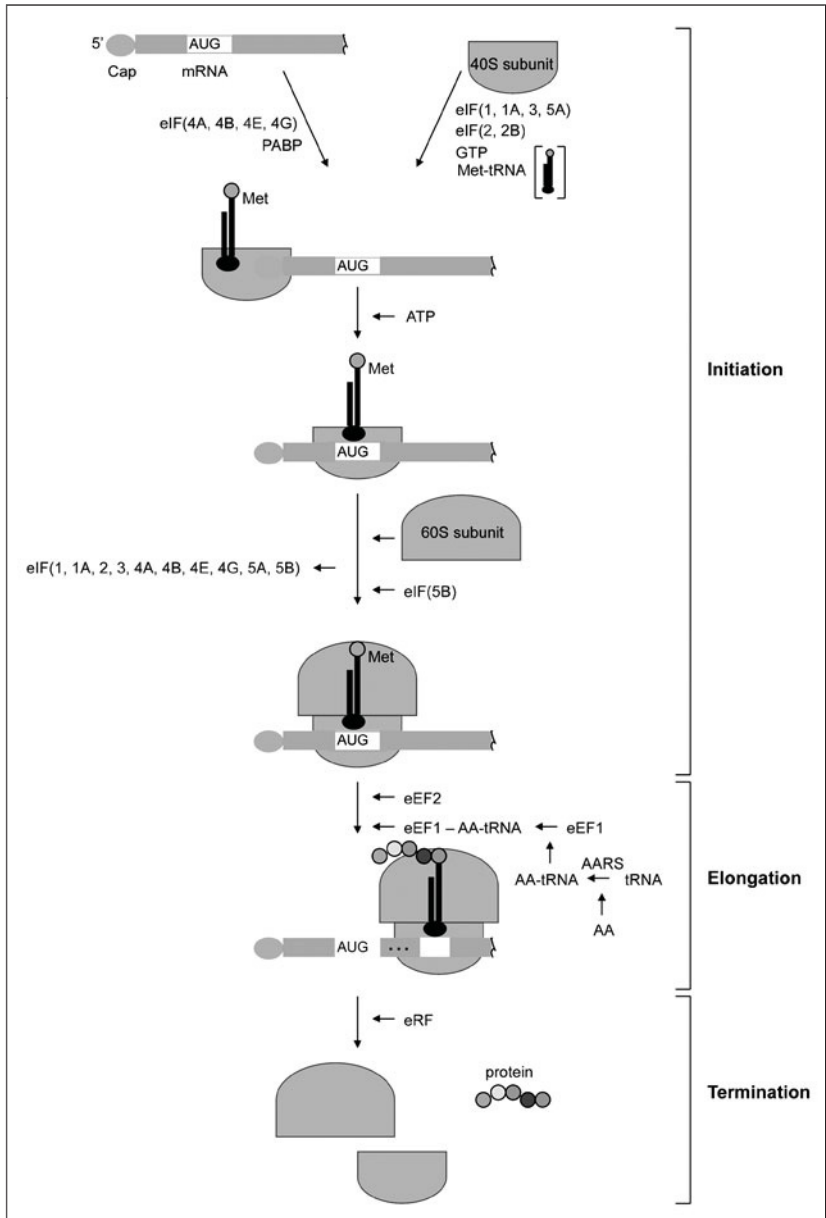 5' AUG
Cap mRNA
40S subunit
eIF(4A, 4B, 4E, 4G)
PABP
eIF(1, 1A, 3, 5A)
eIF(2, 2B)
GTP
Met-tRNA
Met
AUG
ATP
Met
AUG
Initiation
60S subunit
eIF(1, 1A, 2, 3, 4A, 4B, 4E, 4G, 5A, 5B)
eIF(5B)
Met
AUG
eEF2
eEF1 – AA-tRNA eEF1
AARS
AA-tRNA tRNA
AA
AUG ...
Elongation
eRF
protein
Termination